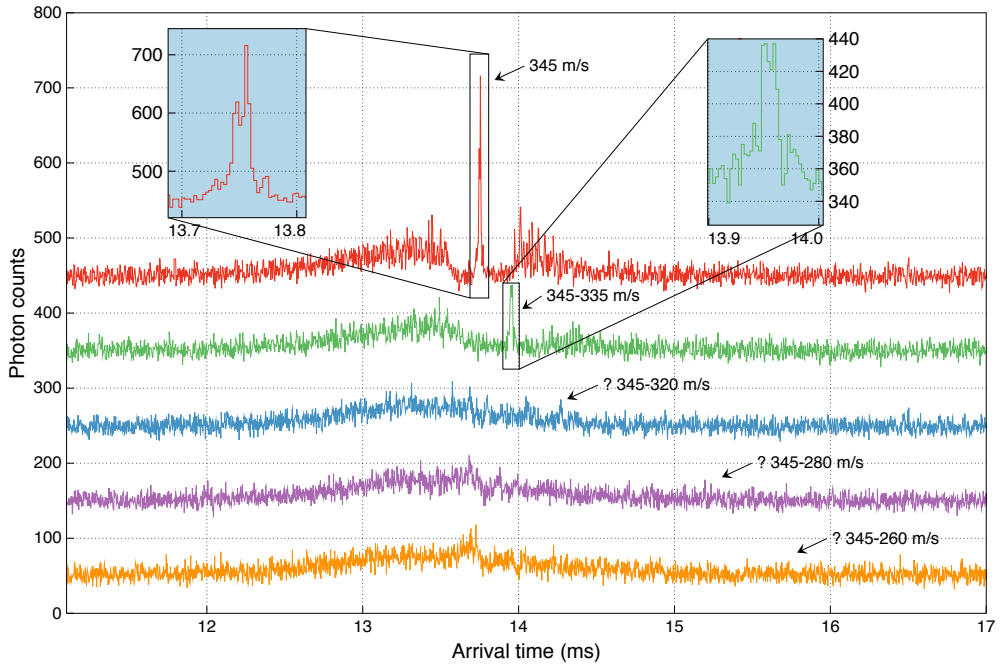 800
700
600
500
400
300
200
100
0
Photon counts
700
600
500
13.7 13.8
345 m/s
440
420
400
380
360
340
13.9 14.0
345-335 m/s
? 345-320 m/s
? 345-280 m/s
? 345-260 m/s
12 13 14 15 16 17
Arrival time (ms)